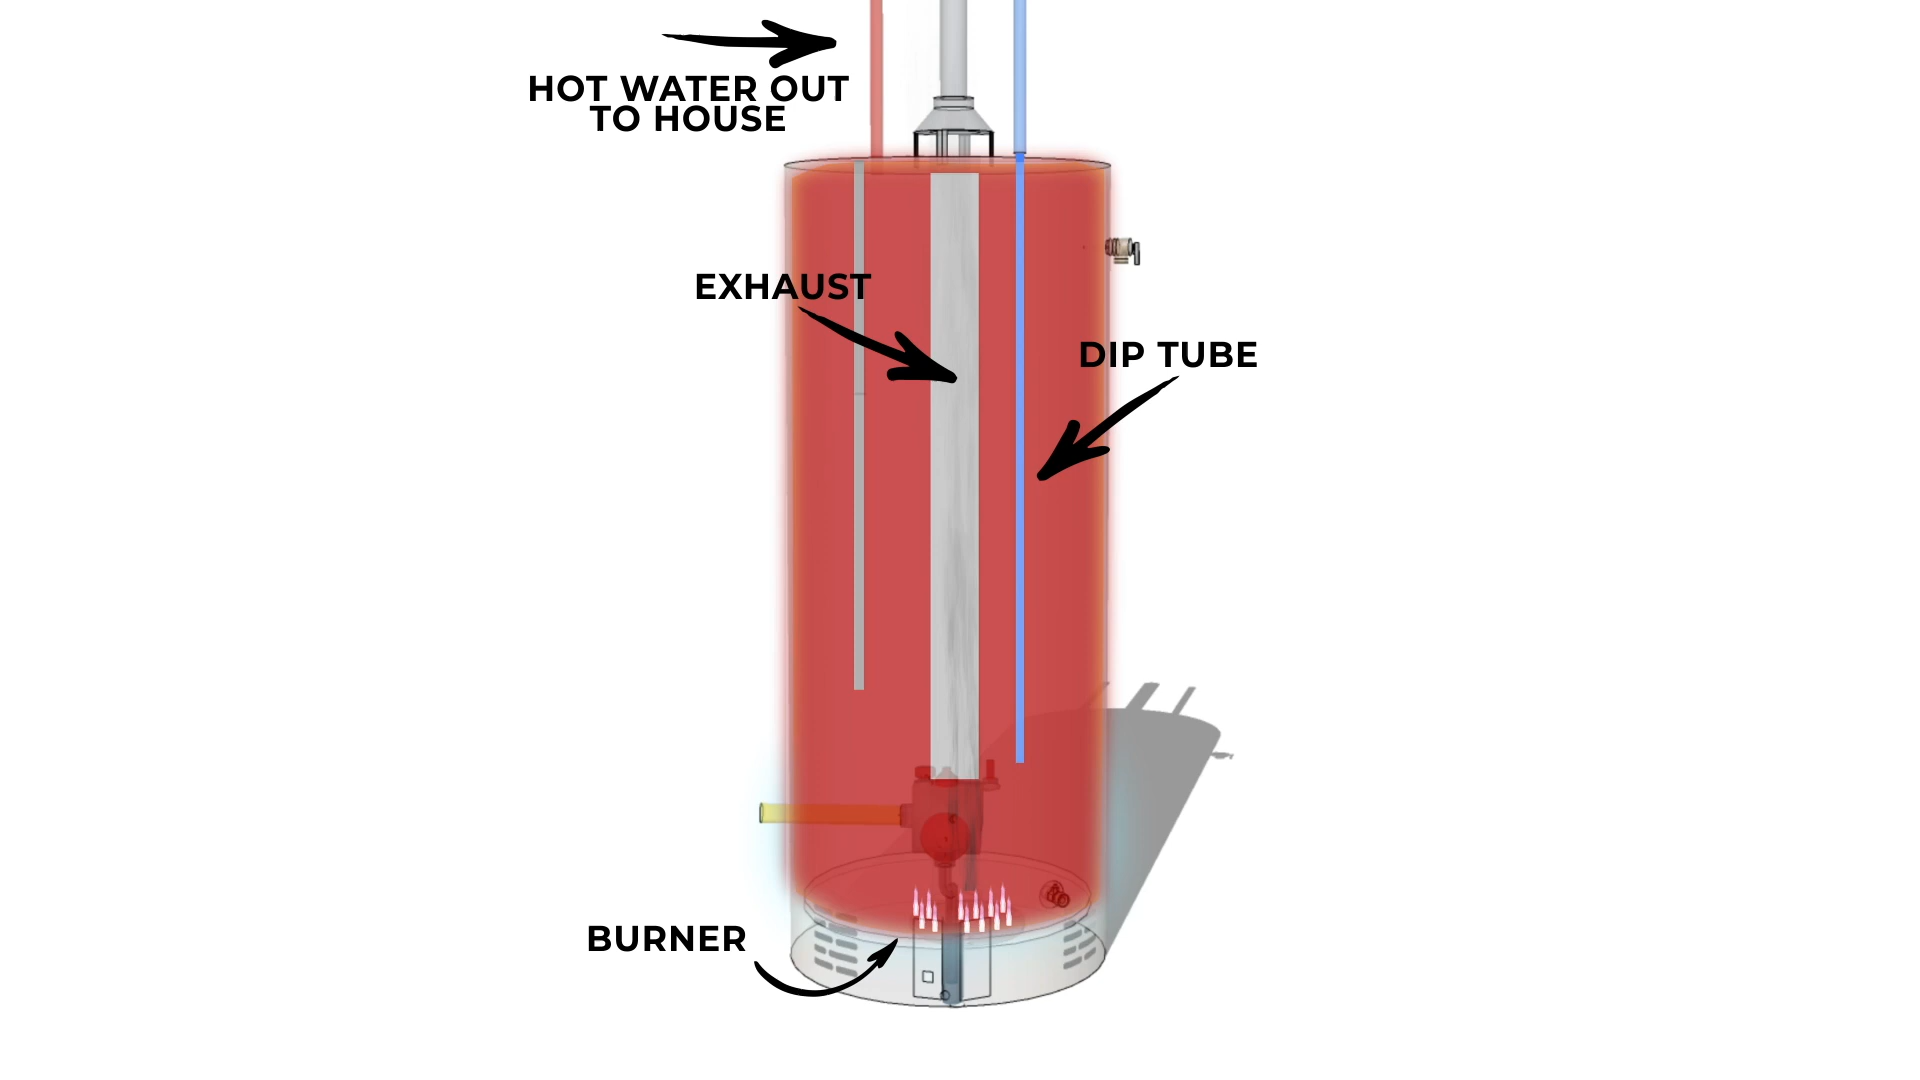 HOT WATER OUT
TO HOUSE
EXHAUST
DIP TUBE
BURNER